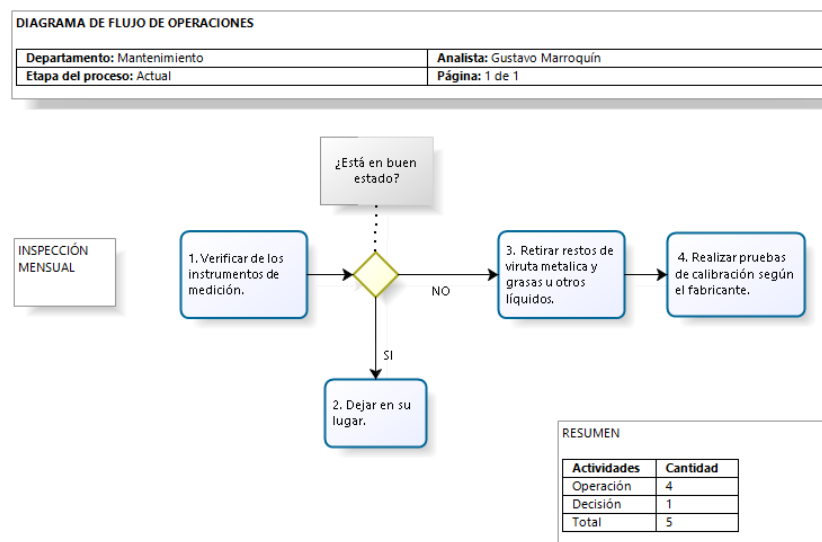 DIAGRAMA DE FLUJO DE OPERACIONES
Departamento: Mantenimiento
Analista: Gustavo Marroquín
Etapa del proceso: Actual
Página: 1 de 1
¿Está en buen
estado?
INSPECCIÓN
MENSUAL
1. Verificar de los
instrumentos de
medición.
NO
3. Retirar restos de
viruta metalica y
grasas u otros
líquidos.
4. Realizar pruebas
de calibración según
el fabricante.
SI
2. Dejar en su
lugar.
RESUMEN
Actividades Cantidad
Operación 4
Decisión 1
Total 5